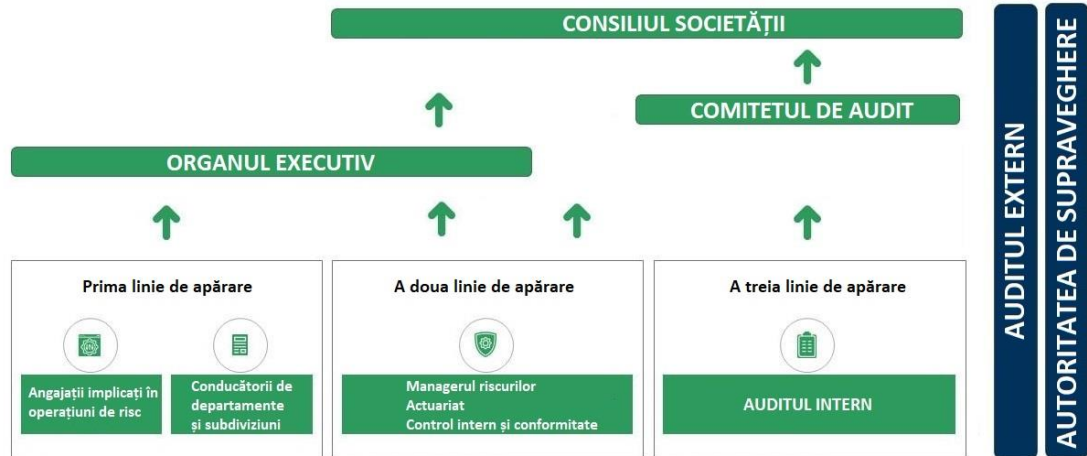 CONSILIUL SOCIETĂȚII
COMITETUL DE AUDIT
ORGANUL EXECUTIV
Prima linie de apărare
Angajații implicați în
operațiuni de risc
Conducătorii de
departamente
și subdiviziuni
A doua linie de apărare
Managerul riscurilor
Actuariat
Control intern și conformitate
A treia linie de apărare
AUDITUL INTERN
AUDITUL EXTERN
AUTORITATEA DE SUPRAVEGHERE